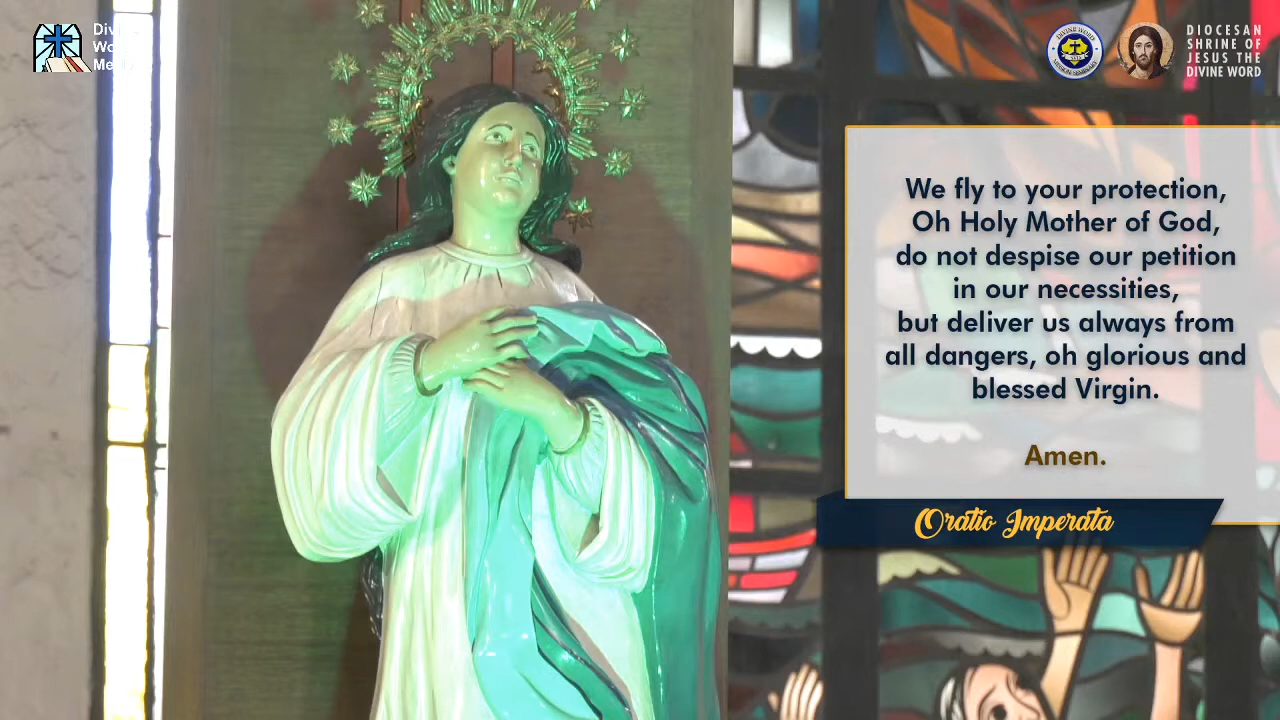 Me
DIOCESAN
SHRINE OF
JESUS THE
DIVINE WORD
We fly to your protection,
Oh Holy Mother of God,
do not despise our petition
in our necessities,
but deliver us always from
all dangers, oh glorious and
blessed Virgin.
Amen.
Oratio Imperata